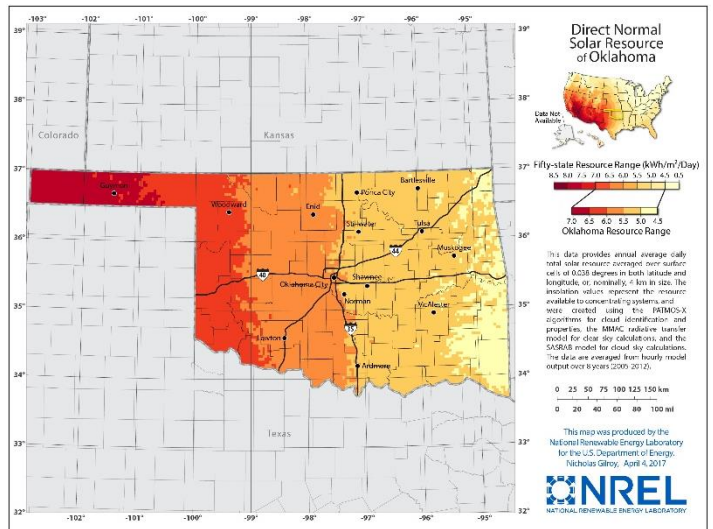 -103° -102° -101° -100° -99° -98° -97° -96° -95°
39° 39°
38° 38°
37° 37°
36° 36°
35° 35°
34° 34°
33° 33°
32° 32°
-102° -101° -100° -99° -98° -97° -96° -95°
Colorado
Kansas
Texas
Guymon
Woodward
Enid
Ponca City
Bartlesville
Stillwater
Tulsa
44
Muskogee
40
Oklahoma City
Shawnee
Norman
McAlester
35
Lawton
Ardmore
Direct Normal
Solar Resource
of Oklahoma
Data Not
Available
Fifty-state Resource Range (kWh/m²/Day)
8.5 8.0 7.5 7.0 6.5 6.0 5.5 5.0 4.5 4.0 0.5
7.0 6.5 6.0 5.5 5.0 4.5
Oklahoma Resource Range
This data provides annual average daily
total solar resource averaged over surface
cells of 0.038 degrees in both latitude and
longitude, or, nominally, 4 km in size. The
insolation values represent the resource
available to concentrating systems, and
were created using the PATMOS-X
algorithms for cloud identification and
properties, the MMAC radiative transfer
model for clear sky calculations, and the
SASRAB model for cloud sky calculations.
The data are averaged from hourly model
output over 8 years (2005-2012).
0 25 50 75 100 125 150 km
0 20 40 60 80 100 mi
This map was produced by the
National Renewable Energy Laboratory
for the U.S. Department of Energy.
Nicholas Gilroy, April 4, 2017
NREL
NATIONAL RENEWABLE ENERGY LABORATORY